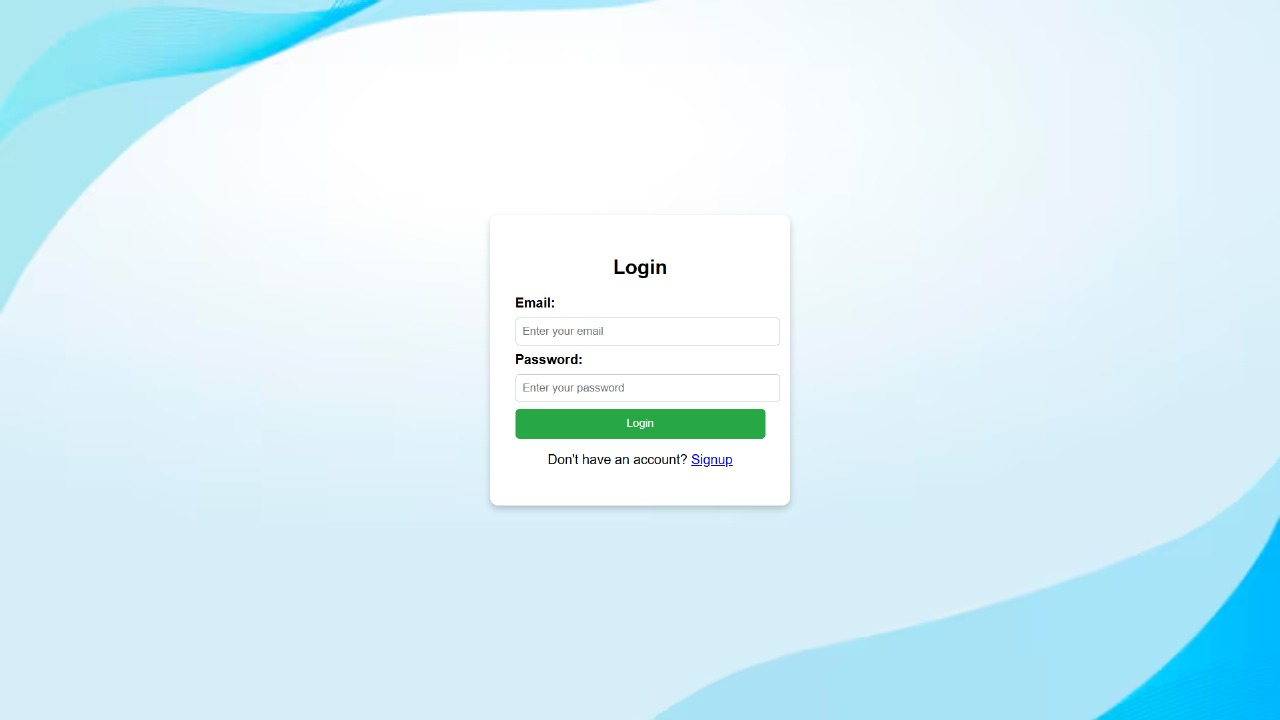 Login
Email:
Enter your email
Password:
Enter your password
Login
Don't have an account? Signup